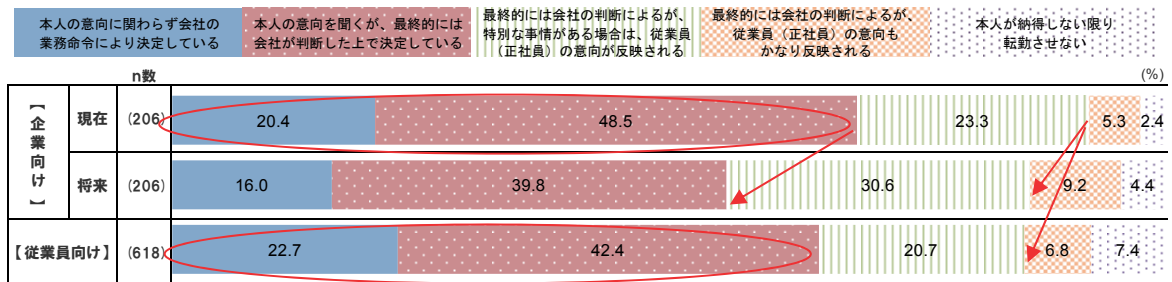 本人の意向に関わらず会社の
業務命令により決定している
本人の意向を聞くが、最終的には
会社が判断した上で決定している
最終的には会社の判断によるが、
特別な事情がある場合は、従業員
（正社員）の意向が反映される
最終的には会社の判断によるが、
従業員（正社員）の意向も
かなり反映される
本人が納得しない限り
転勤させない
n数
(%)
【企業向け】
現在
(206)
20.4
48.5
23.3
5.3
2.4
将来
(206)
16.0
39.8
30.6
9.2
4.4
【従業員向け】
(618)
22.7
42.4
20.7
6.8
7.4